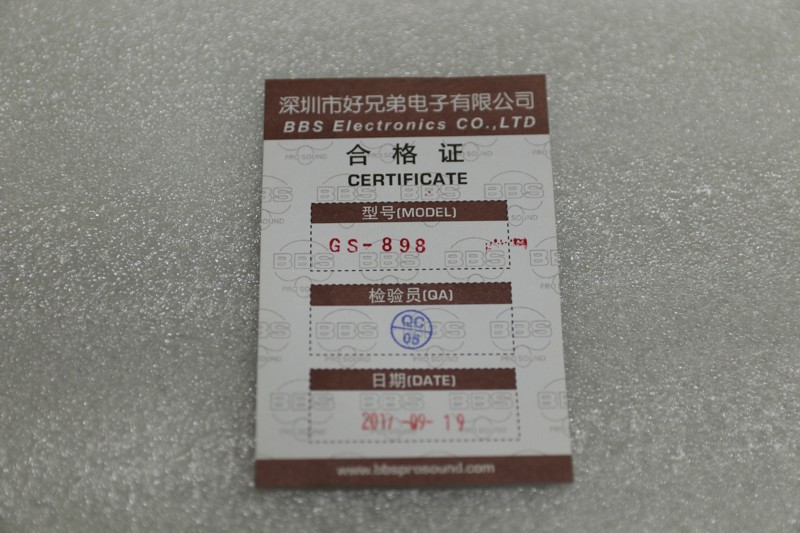 深圳市好兄弟电子有限公司
BBS Electronics CO.,LTD
合格证
CERTIFICATE
型号(MODEL)
GS-898
检验员(QA)
QC
05
日期(DATE)
2017-09-19
www.bbsprosound.com